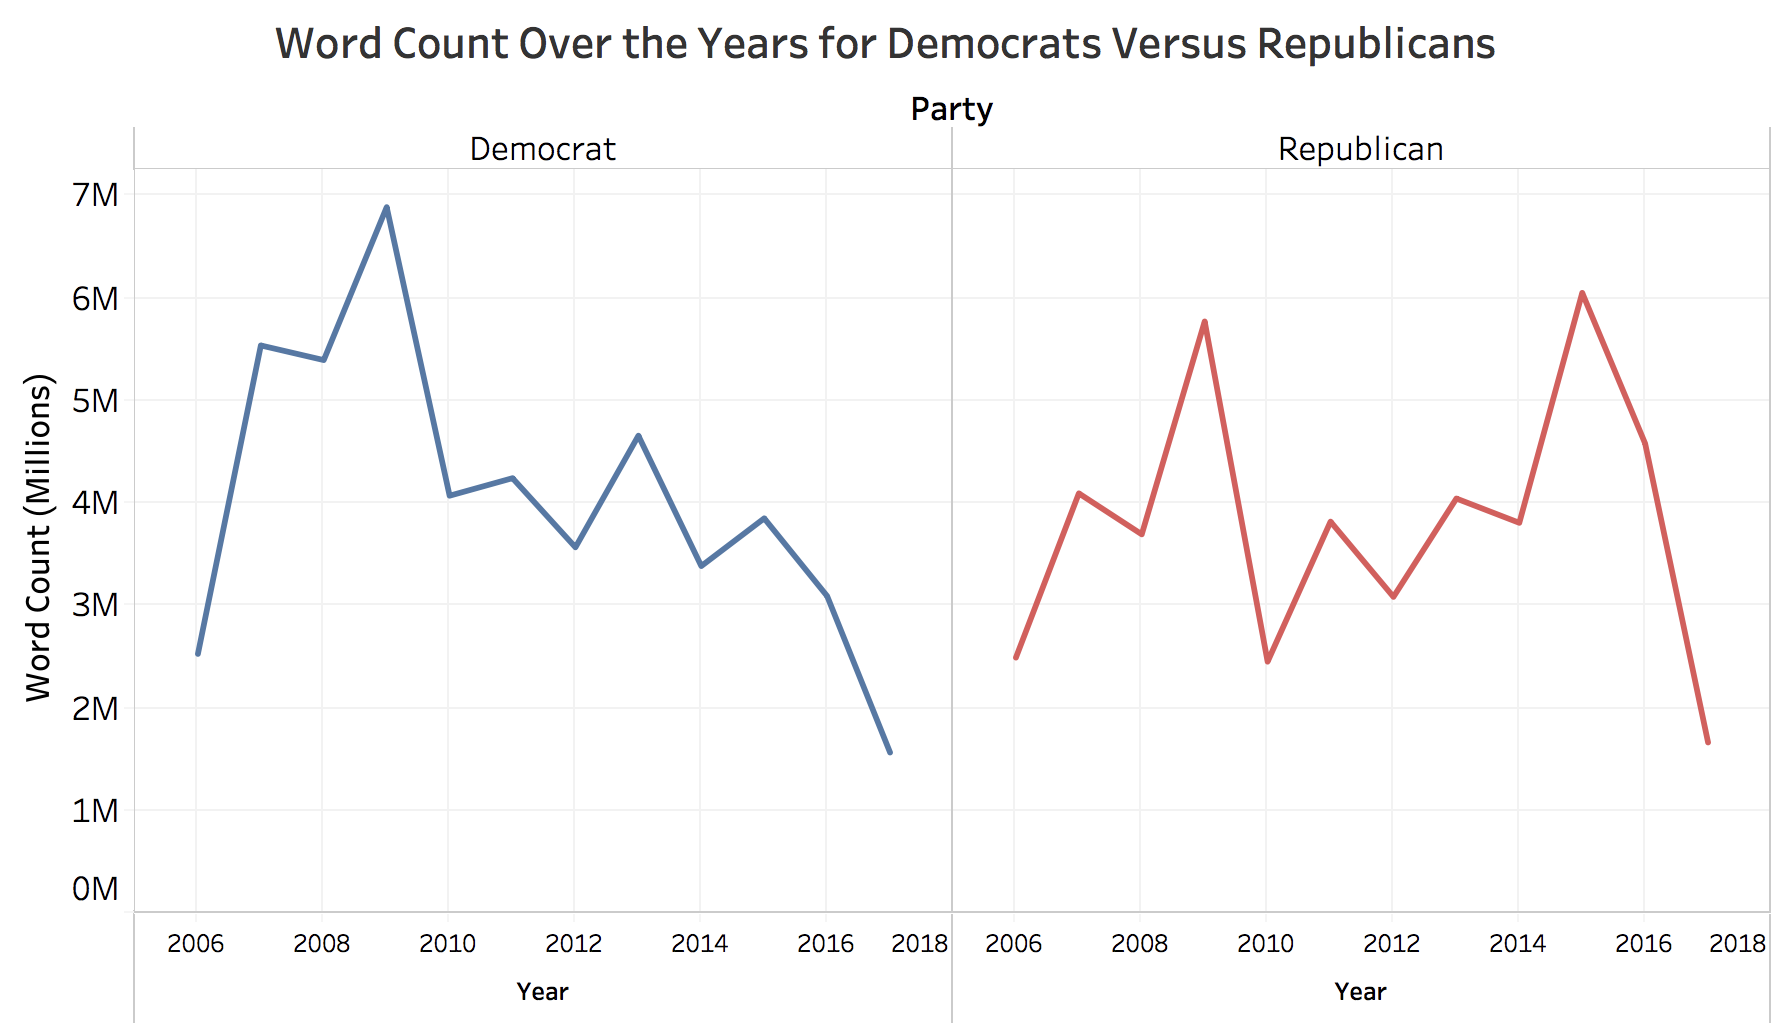 Word Count Over the Years for Democrats Versus Republicans
Party
Democrat Republican
7M
6M
5M
4M
3M
2M
1M
0M
Word Count (Millions)
2006 2008 2010 2012 2014 2016 2018 2006 2008 2010 2012 2014 2016 2018
Year Year